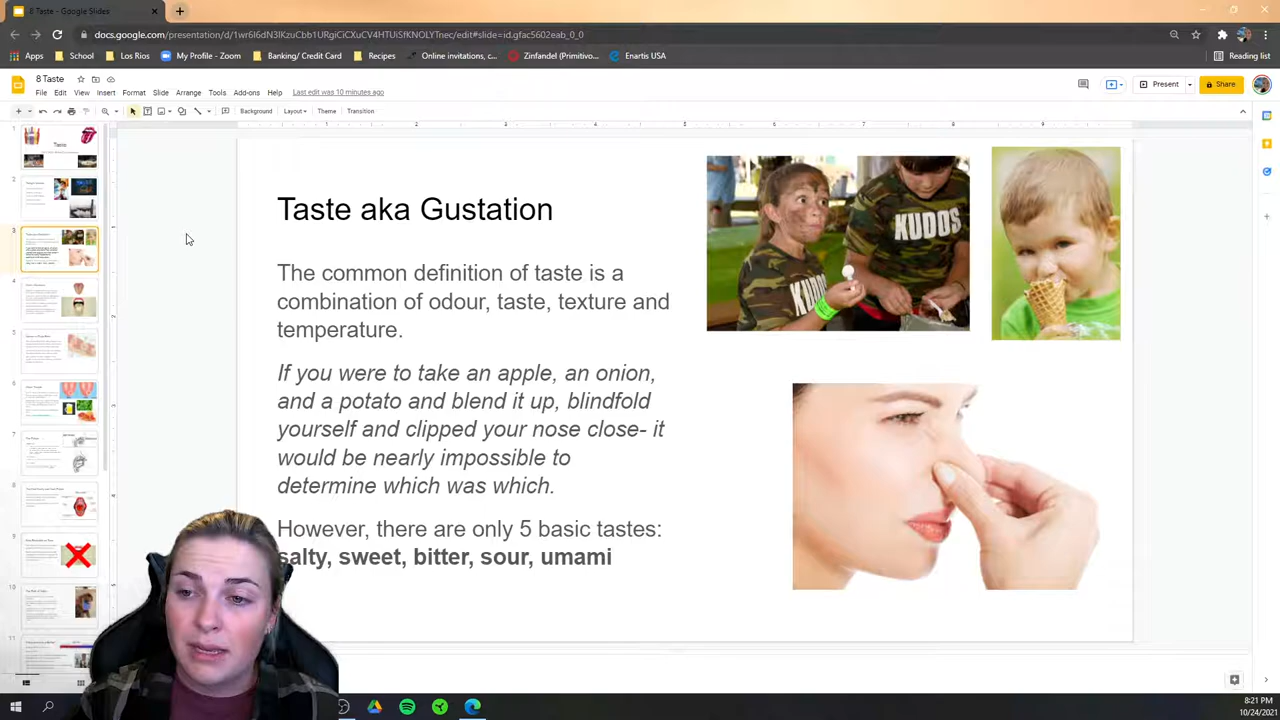 8 Taste - Google Slides
docs.google.com/presentation/d/1wr6I6dN3IKzuCbb1URgiCiCXuCV4HTUiSfKNOLYTnec/edit#slide=id.gfac5602eab_0_0
Apps School Los Rios My Profile - Zoom Banking/ Credit Card Recipes Online invitations, ... Zinfandel (Primitivo... Enartis USA Reading list
8 Taste
File Edit View Insert Format Slide Arrange Tools Add-ons Help Last edit was 10 minutes ago
Present Share
Background Layout Theme Transition
Taste aka Gustation
KUDOS
The common definition of taste is a
combination of odour, taste, texture and
temperature.
If you were to take an apple, an onion,
and a potato and blend it up, blindfold
yourself and clipped your nose close- it
would be nearly impossible to
determine which was which.
However, there are only 5 basic tastes:
salty, sweet, bitter, sour, umami
8:21 PM
10/24/2021